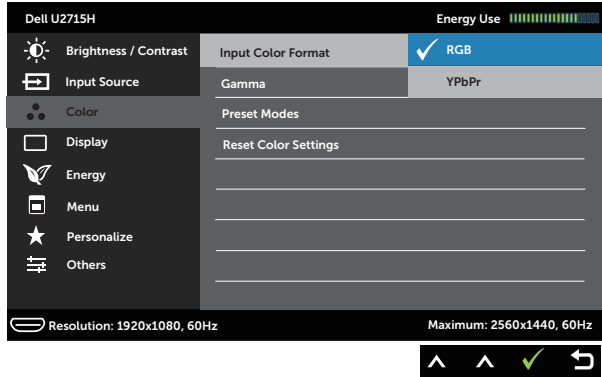 Dell U2715H Energy Use
Brightness / Contrast Input Color Format RGB
Input Source Gamma YPbPr
Color Preset Modes
Display Reset Color Settings
Energy
Menu
Personalize
Others
Resolution: 1920x1080, 60Hz Maximum: 2560x1440, 60Hz